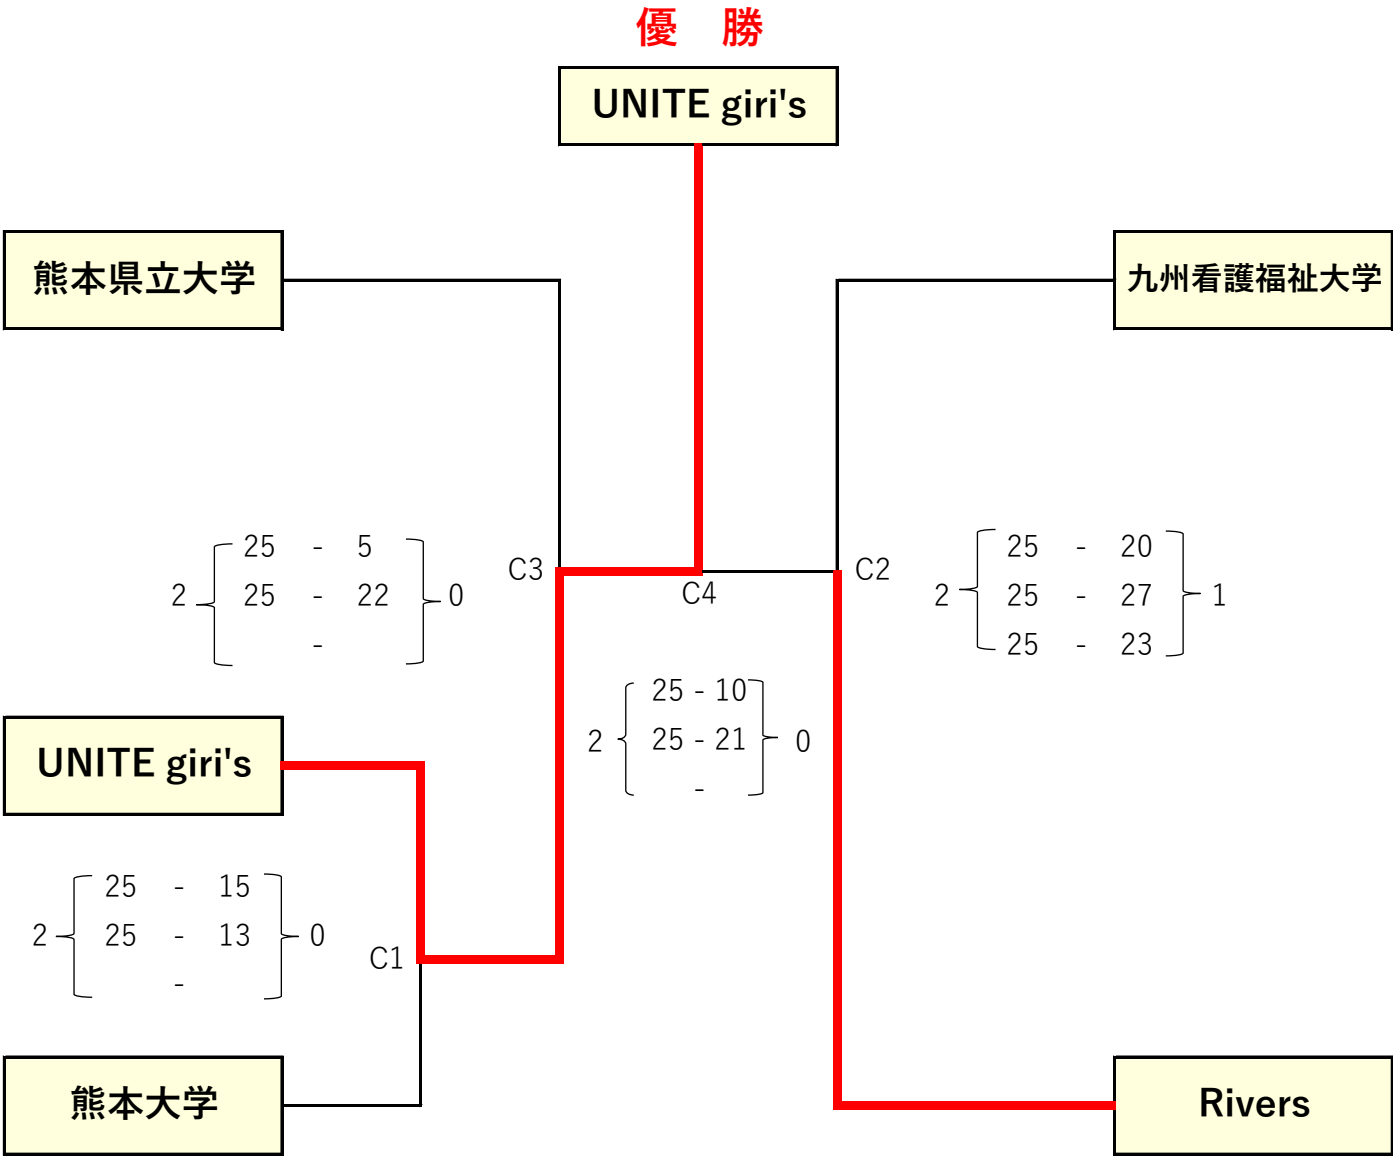 優　勝
UNITE giri's
熊本県立大学
九州看護福祉大学
25 - 5
2 25 - 22 0
-
C3
C4
C2
25 - 20
2 25 - 27 1
25 - 23
25 - 10
2 25 - 21 0
-
UNITE giri's
25 - 15
2 25 - 13 0
-
C1
熊本大学
Rivers